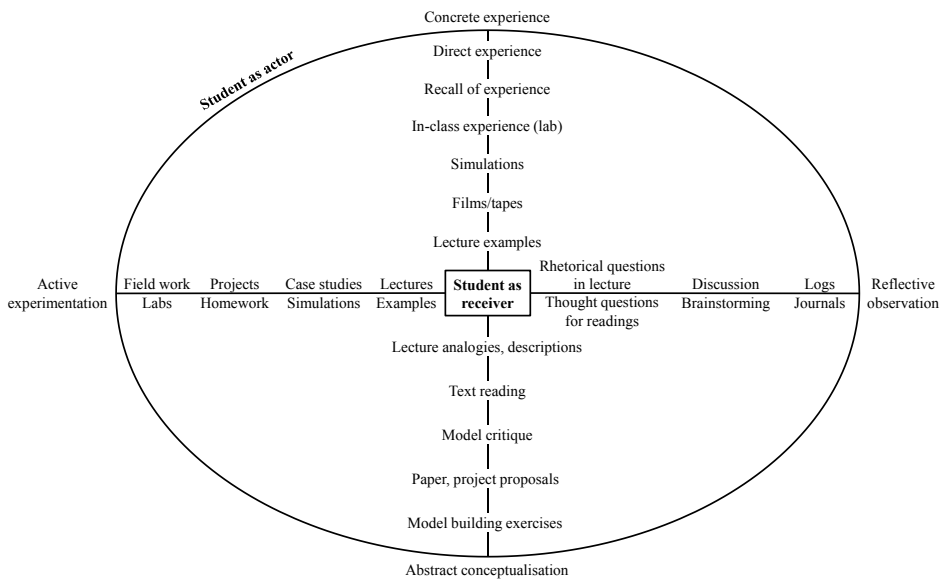 Concrete experience
Student as actor
Direct experience
Recall of experience
In-class experience (lab)
Simulations
Films/tapes
Lecture examples
Active
experimentation
Field work
Labs
Projects
Homework
Case studies
Simulations
Lectures
Examples
Student as
receiver
Rhetorical questions
in lecture
Thought questions
for readings
Discussion
Brainstorming
Logs
Journals
Reflective
observation
Lecture analogies, descriptions
Text reading
Model critique
Paper, project proposals
Model building exercises
Abstract conceptualisation